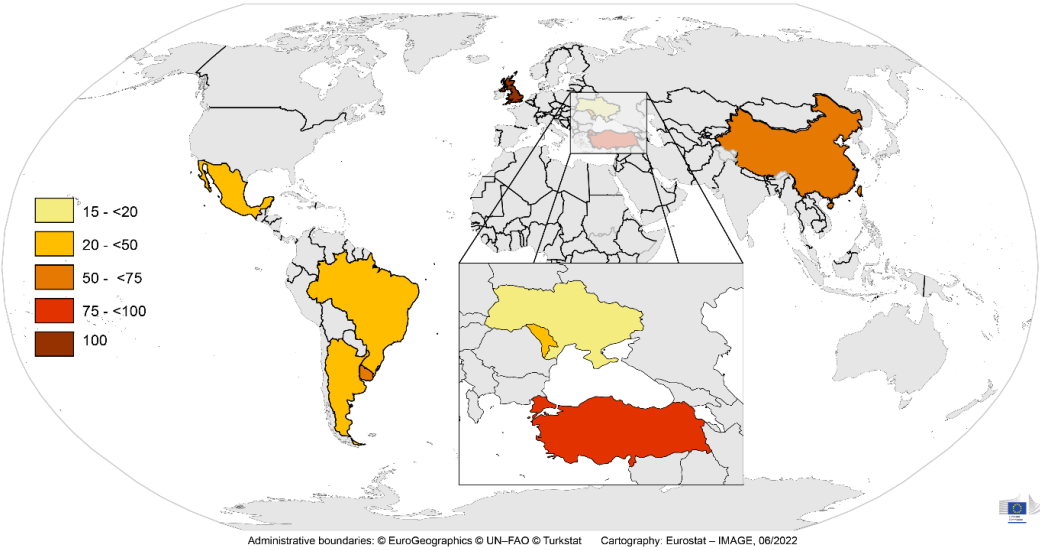 15 - <20
20 - <50
50 - <75
75 - <100
100
Administrative boundaries: © EuroGeographics © UN–FAO © Turkstat Cartography: Eurostat – IMAGE, 06/2022